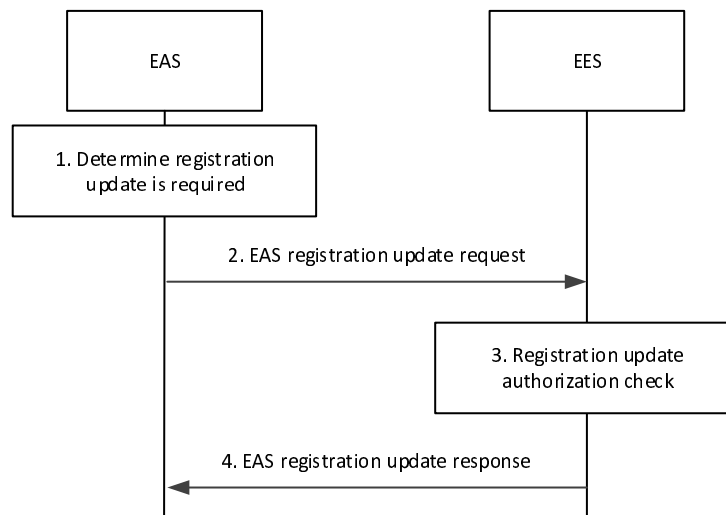 EAS
EES
1. Determine registration
update is required
2. EAS registration update request
3. Registration update
authorization check
4. EAS registration update response